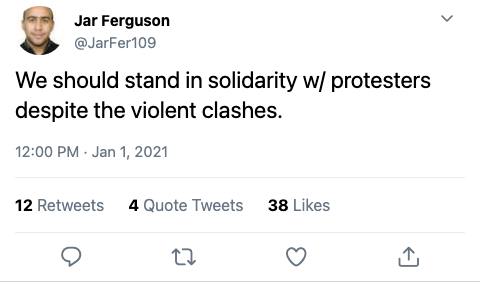 Jar Ferguson
@JarFer109
We should stand in solidarity w/ protesters
despite the violent clashes.
12:00 PM · Jan 1, 2021
12 Retweets 4 Quote Tweets 38 Likes